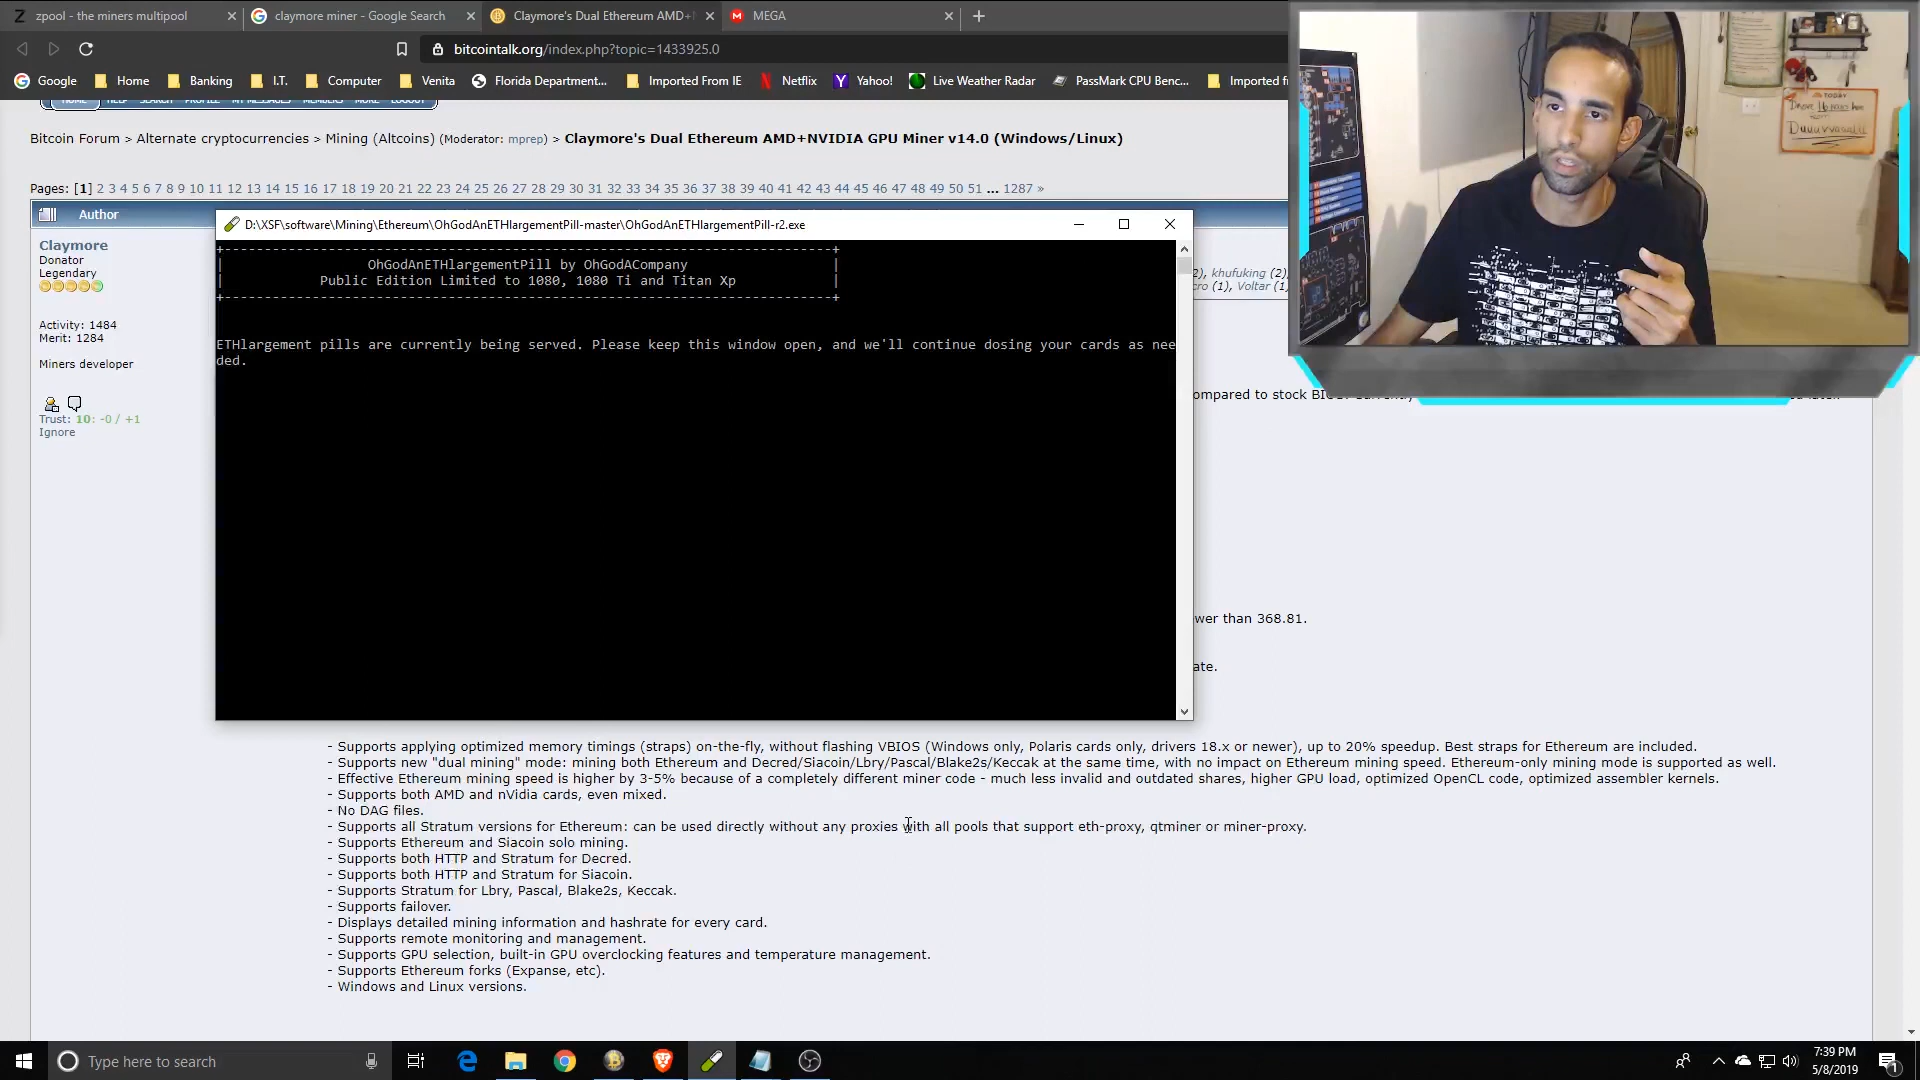 zpool - the miners multipool
claymore miner - Google Search
Claymore's Dual Ethereum AMD+
MEGA
bitcointalk.org/index.php?topic=1433925.0
Google Home Banking I.T. Computer Venita Florida Department... Imported From IE Netflix Yahoo! Live Weather Radar PassMark CPU Benc... Imported f
HOME HELP SEARCH PROFILE MY MESSAGES MEMBERS MORE LOGOUT
Bitcoin Forum > Alternate cryptocurrencies > Mining (Altcoins) (Moderator: mprep) > Claymore's Dual Ethereum AMD+NVIDIA GPU Miner v14.0 (Windows/Linux)
Pages: [1] 2 3 4 5 6 7 8 9 10 11 12 13 14 15 16 17 18 19 20 21 22 23 24 25 26 27 28 29 30 31 32 33 34 35 36 37 38 39 40 41 42 43 44 45 46 47 48 49 50 51 ... 1287 »
Author
Claymore
Donator
Legendary
Activity: 1484
Merit: 1284
Miners developer
Trust: 10: -0 / +1
Ignore
D:\XSF\software\Mining\Ethereum\OhGodAnETHlargementPill-master\OhGodAnETHlargementPill-r2.exe
OhGodAnETHlargementPill by OhGodACompany
Public Edition Limited to 1080, 1080 Ti and Titan Xp
ETHlargement pills are currently being served. Please keep this window open, and we'll continue dosing your cards as nee
ded.
2), khufuking (2)
cro (1), Voltar (1)
ompared to stock
wer than 368.81.
ate.
- Supports applying optimized memory timings (straps) on-the-fly, without flashing VBIOS (Windows only, Polaris cards only, drivers 18.x or newer), up to 20% speedup. Best straps for Ethereum are included.
- Supports new "dual mining" mode: mining both Ethereum and Decred/Siacoin/Lbry/Pascal/Blake2s/Keccak at the same time, with no impact on Ethereum mining speed. Ethereum-only mining mode is supported as well.
- Effective Ethereum mining speed is higher by 3-5% because of a completely different miner code - much less invalid and outdated shares, higher GPU load, optimized OpenCL code, optimized assembler kernels.
- Supports both AMD and nVidia cards, even mixed.
- No DAG files.
- Supports all Stratum versions for Ethereum: can be used directly without any proxies with all pools that support eth-proxy, qtminer or miner-proxy.
- Supports Ethereum and Siacoin solo mining.
- Supports both HTTP and Stratum for Decred.
- Supports both HTTP and Stratum for Siacoin.
- Supports Stratum for Lbry, Pascal, Blake2s, Keccak.
- Supports failover.
- Displays detailed mining information and hashrate for every card.
- Supports remote monitoring and management.
- Supports GPU selection, built-in GPU overclocking features and temperature management.
- Supports Ethereum forks (Expanse, etc).
- Windows and Linux versions.
Type here to search
7:39 PM
5/8/2019
1